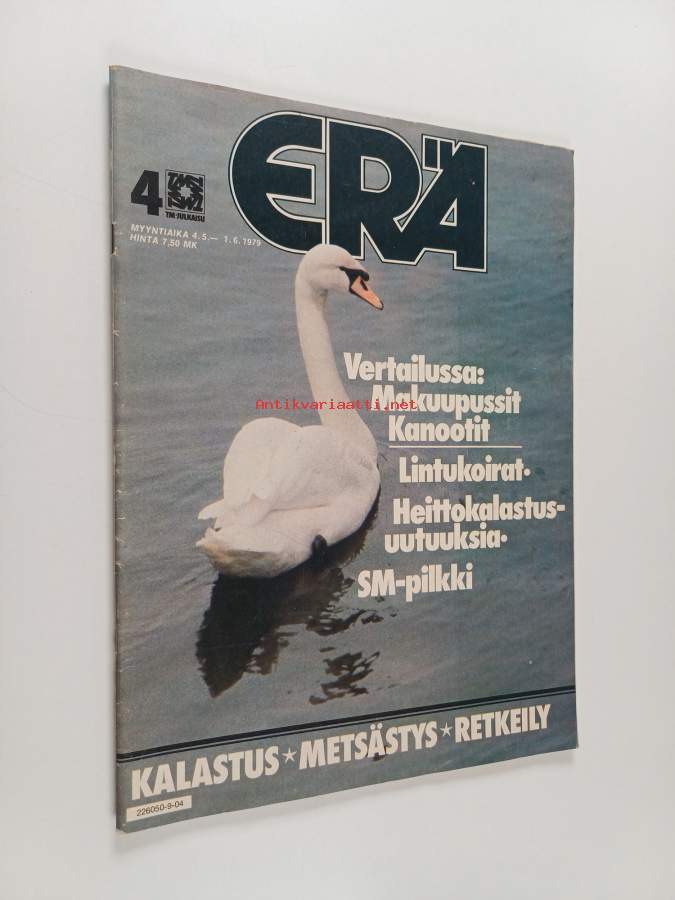 ERÄ
4
TM-JULKAISU
MYYNTIAIKA 4.5.— 1.6.1979
HINTA 7,50 MK
Vertailussa:
Makuupussit
Antikvariaatti.net
Kanootit
Lintukoirat·
Heittokalastus-
uutuuksia·
SM-pilkki
KALASTUS★METSÄSTYS★RETKEILY
226050-9-04